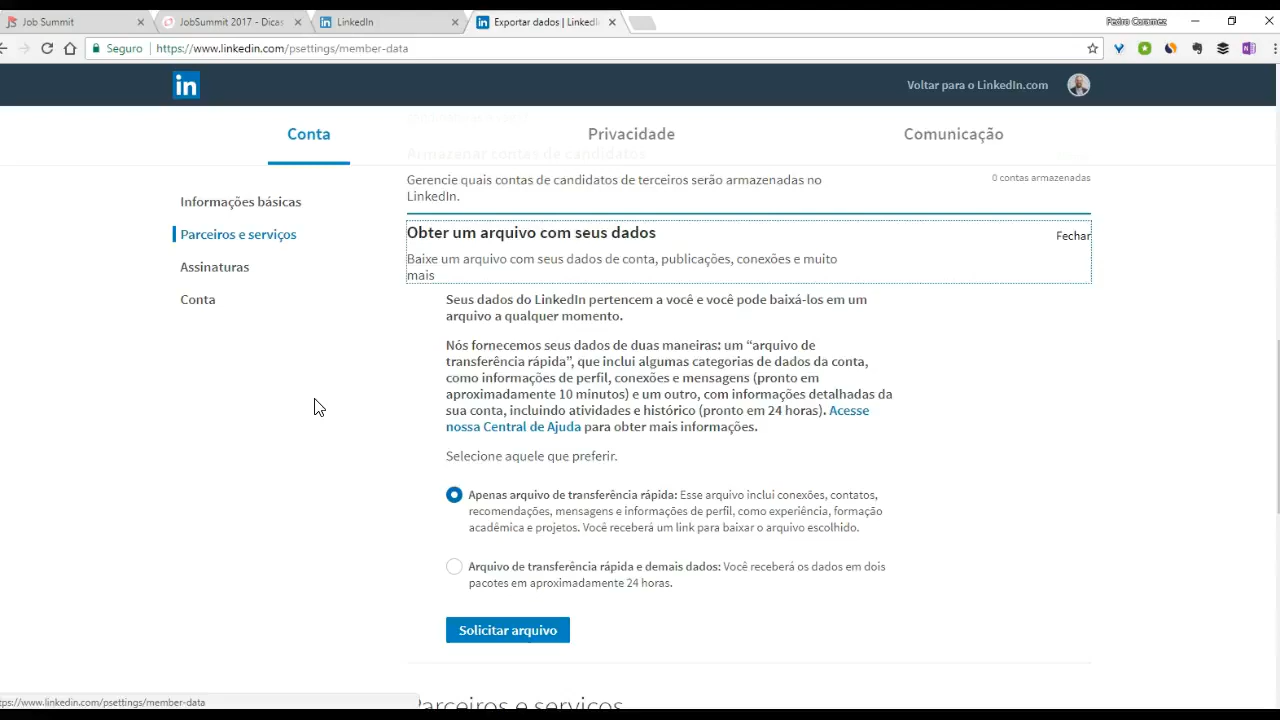 Job Summit
JobSummit 2017 - Dicas
LinkedIn
Exportar dados | LinkedI
Pedro Caramez
Seguro
https://www.linkedin.com/psettings/member-data
in
Voltar para o LinkedIn.com
Conta
Privacidade
Comunicação
Armazenar contas de candidatos
Gerencie quais contas de candidatos de terceiros serão armazenadas no
LinkedIn.
0 contas armazenadas
Informações básicas
Parceiros e serviços
Assinaturas
Conta
Obter um arquivo com seus dados
Fechar
Baixe um arquivo com seus dados de conta, publicações, conexões e muito
mais
Seus dados do LinkedIn pertencem a você e você pode baixá-los em um
arquivo a qualquer momento.
Nós fornecemos seus dados de duas maneiras: um “arquivo de
transferência rápida”, que inclui algumas categorias de dados da conta,
como informações de perfil, conexões e mensagens (pronto em
aproximadamente 10 minutos) e um outro, com informações detalhadas da
sua conta, incluindo atividades e histórico (pronto em 24 horas). Acesse
nossa Central de Ajuda para obter mais informações.
Selecione aquele que preferir.
Apenas arquivo de transferência rápida: Esse arquivo inclui conexões, contatos,
recomendações, mensagens e informações de perfil, como experiência, formação
acadêmica e projetos. Você receberá um link para baixar o arquivo escolhido.
Arquivo de transferência rápida e demais dados: Você receberá os dados em dois
pacotes em aproximadamente 24 horas.
Solicitar arquivo
Parceiros e serviços
tps://www.linkedin.com/psettings/member-data